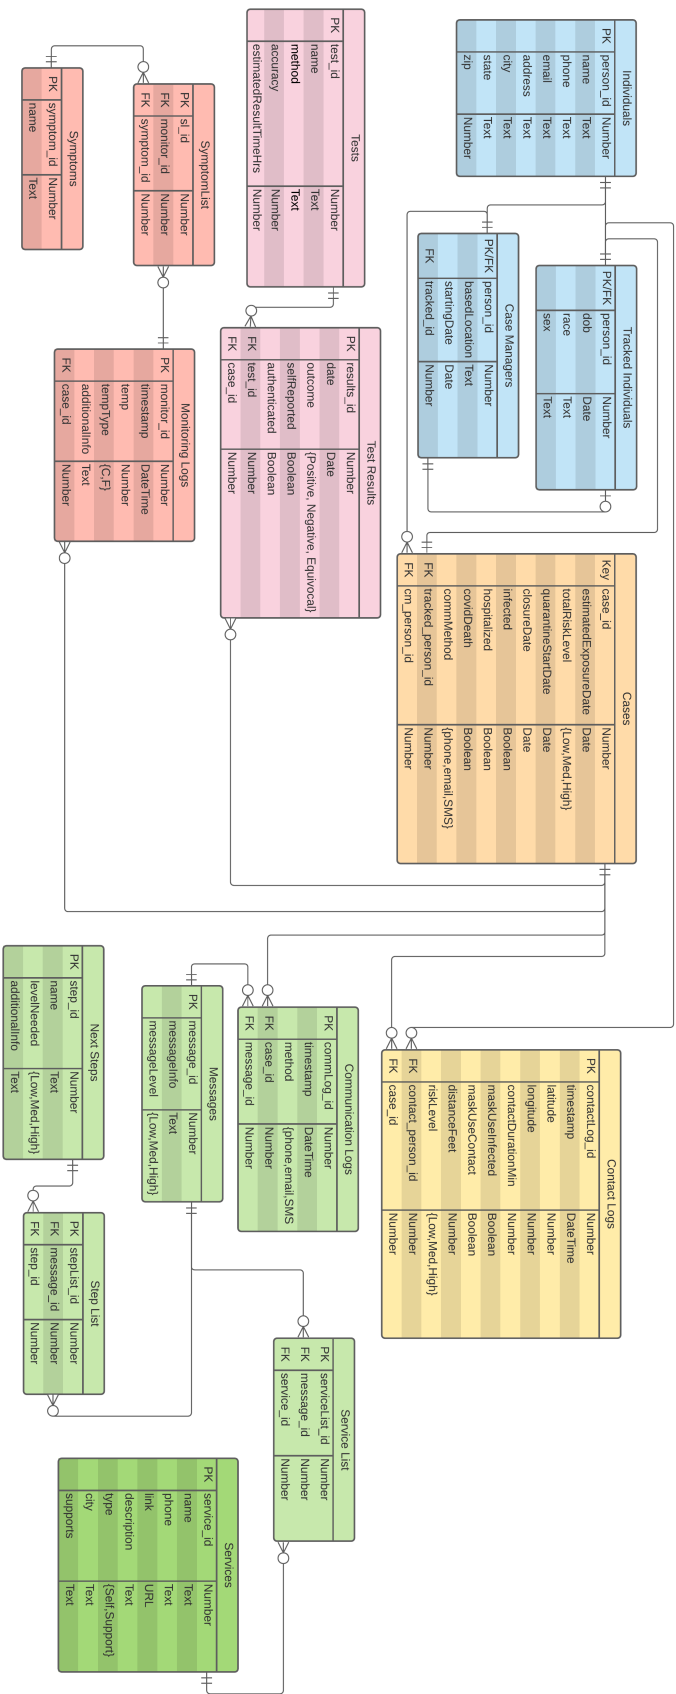 Individuals
PK person_id Number
name Text
phone Text
email Text
address Text
city Text
state Text
zip Number
Tracked Individuals
PK/FK person_id Number
dob Date
race Text
sex Text
Case Managers
PK/FK person_id Number
basedLocation Text
startingDate Date
FK tracked_id Number
Cases
Key case_id Number
estimatedExposureDate Date
totalRiskLevel {Low,Med,High}
quarantineStartDate Date
closureDate Date
infected Boolean
hospitalized Boolean
covidDeath Boolean
commMethod {phone,email,SMS}
FK tracked_person_id Number
FK cm_person_id Number
Contact Logs
PK contactLog_id Number
timestamp DateTime
latitude Number
longitude Number
contactDurationMin Number
maskUseInfected Boolean
maskUseContact Boolean
distanceFeet Number
riskLevel {Low,Med,High}
FK contact_person_id Number
FK case_id Number
Tests
PK test_id Number
name Text
method Text
accuracy Number
estimatedResultTimeHrs Number
Test Results
PK results_id Number
date Date
outcome {Positive, Negative, Equivocal}
selfReported Boolean
authenticated Boolean
FK test_id Number
FK case_id Number
Communication Logs
PK commLog_id Number
timestamp DateTime
method {phone,email,SMS
FK case_id Number
FK message_id Number
Service List
PK serviceList_id Number
FK message_id Number
FK service_id Number
SymptomList
PK sl_id Number
FK monitor_id Number
FK symptom_id Number
Monitoring Logs
PK monitor_id Number
timestamp DateTime
temp Number
tempType {C,F}
additionalInfo Text
FK case_id Number
Messages
PK message_id Number
messageInfo Text
messageLevel {Low,Med,High}
Services
PK service_id Number
name Text
phone Text
link URL
description Text
type {Self,Support}
city Text
supports Text
Symptoms
PK symptom_id Number
name Text
Next Steps
PK step_id Number
name Text
levelNeeded {Low,Med,High}
additionalInfo Text
Step List
PK stepList_id Number
FK message_id Number
FK step_id Number